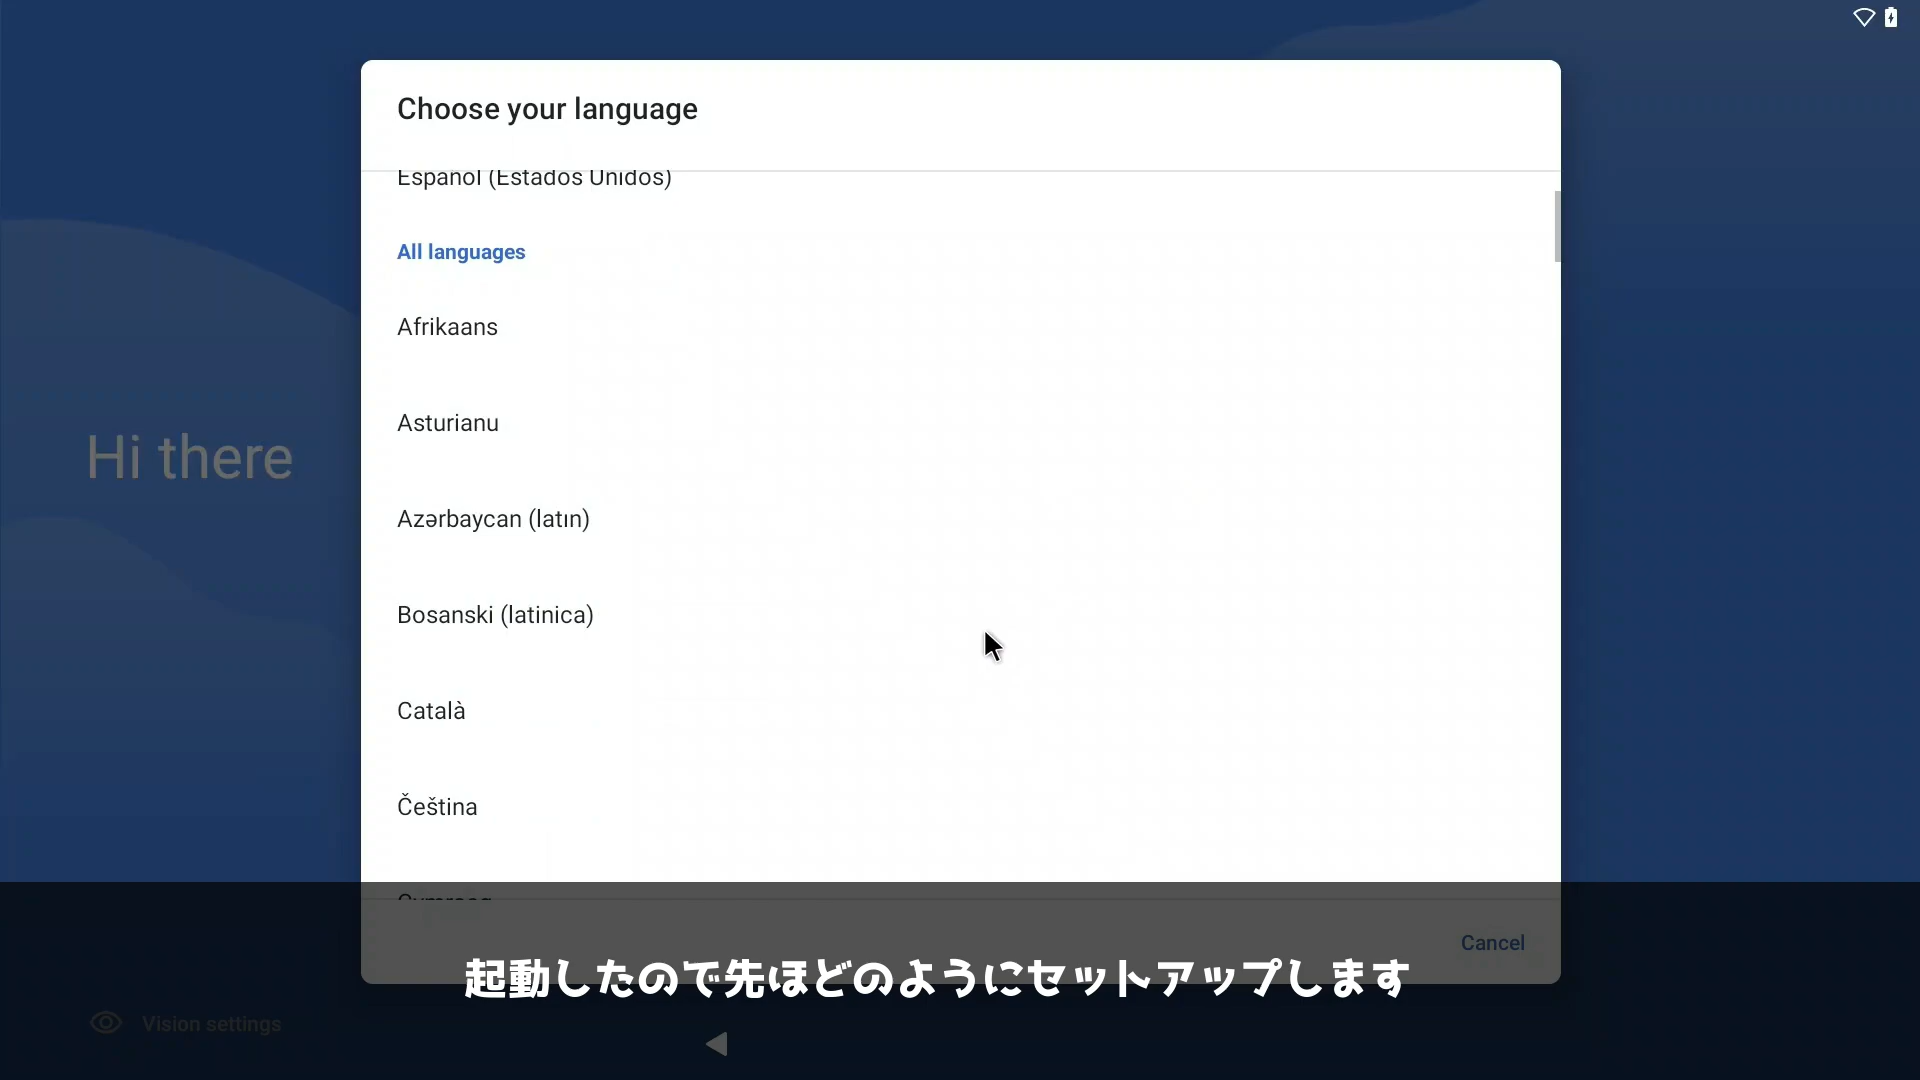 Choose your language
Español (Estados Unidos)
All languages
Afrikaans
Asturianu
Azərbaycan (latın)
Bosanski (latinica)
Català
Čeština
Hi there
Cancel
起動したので先ほどのようにセットアップします
Vision settings